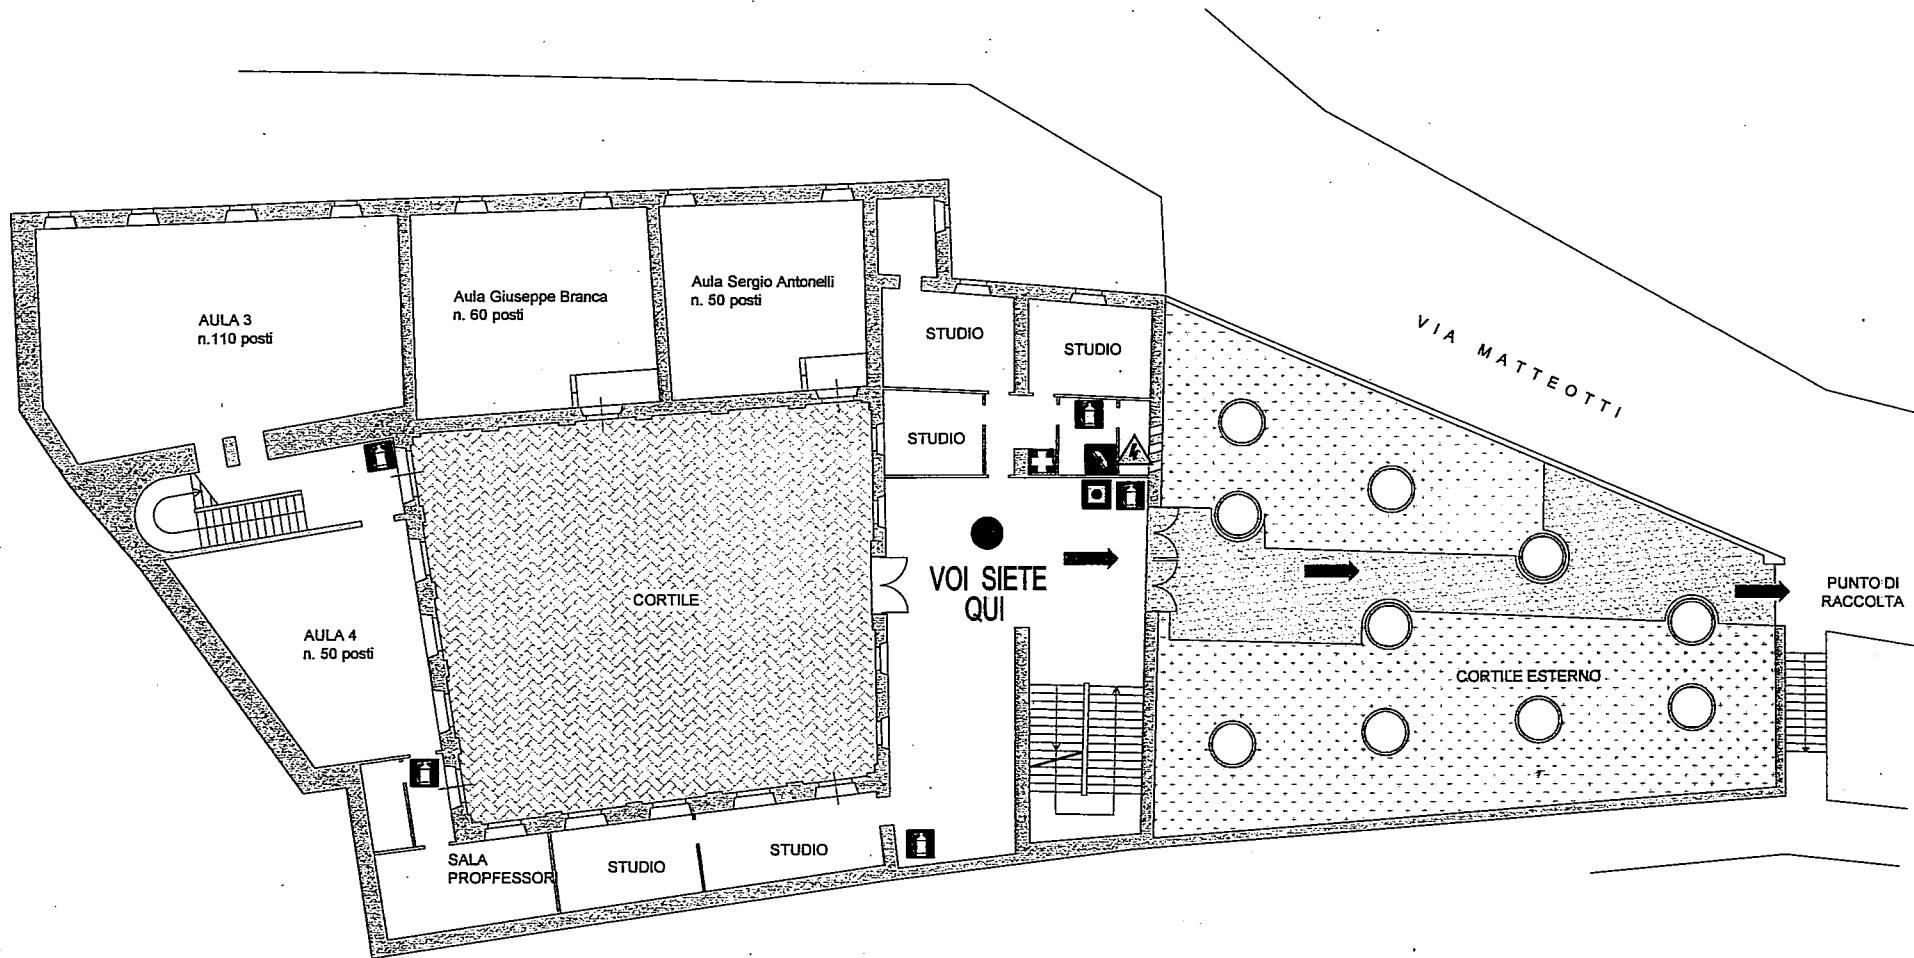 AULA 3
n.110 posti
Aula Giuseppe Branca
n. 60 posti
Aula Sergio Antonelli
n. 50 posti
STUDIO
STUDIO
STUDIO
VIA MATTEOTTI
VOI SIETE
QUI
CORTILE
PUNTO DI
RACCOLTA
AULA 4
n. 50 posti
CORTILE ESTERNO
SALA
PROPFESSORI
STUDIO
STUDIO